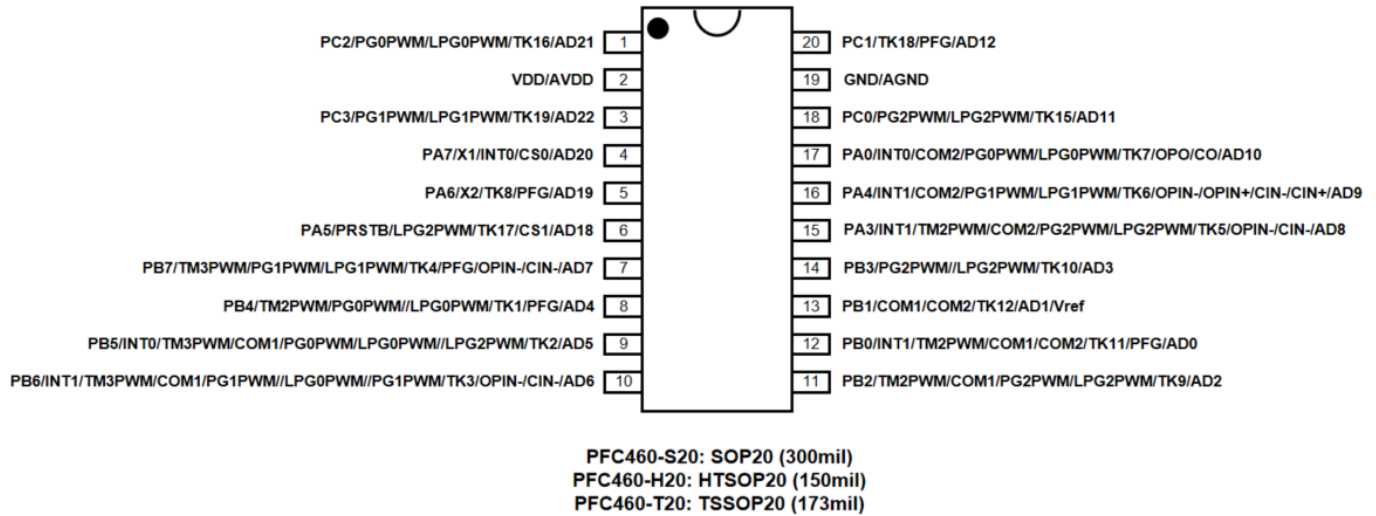 PC2/PG0PWM/LPG0PWM/TK16/AD21 1
20 PC1/TK18/PFG/AD12
VDD/AVDD 2
19 GND/AGND
PC3/PG1PWM/LPG1PWM/TK19/AD22 3
18 PC0/PG2PWM/LPG2PWM/TK15/AD11
PA7/X1/INT0/CS0/AD20 4
17 PA0/INT0/COM2/PG0PWM/LPG0PWM/TK7/OPO/CO/AD10
PA6/X2/TK8/PFG/AD19 5
16 PA4/INT1/COM2/PG1PWM/LPG1PWM/TK6/OPIN-/OPIN+/CIN-/CIN+/AD9
PA5/PRSTB/LPG2PWM/TK17/CS1/AD18 6
15 PA3/INT1/TM2PWM/COM2/PG2PWM/LPG2PWM/TK5/OPIN-/CIN-/AD8
PB7/TM3PWM/PG1PWM/LPG1PWM/TK4/PFG/OPIN-/CIN-/AD7 7
14 PB3/PG2PWM//LPG2PWM/TK10/AD3
PB4/TM2PWM/PG0PWM//LPG0PWM/TK1/PFG/AD4 8
13 PB1/COM1/COM2/TK12/AD1/Vref
PB5/INT0/TM3PWM/COM1/PG0PWM/LPG0PWM//LPG2PWM/TK2/AD5 9
12 PB0/INT1/TM2PWM/COM1/COM2/TK11/PFG/AD0
PB6/INT1/TM3PWM/COM1/PG1PWM//LPG0PWM//PG1PWM/TK3/OPIN-/CIN-/AD6 10
11 PB2/TM2PWM/COM1/PG2PWM/LPG2PWM/TK9/AD2
PFC460-S20: SOP20 (300mil)
PFC460-H20: HTSOP20 (150mil)
PFC460-T20: TSSOP20 (173mil)